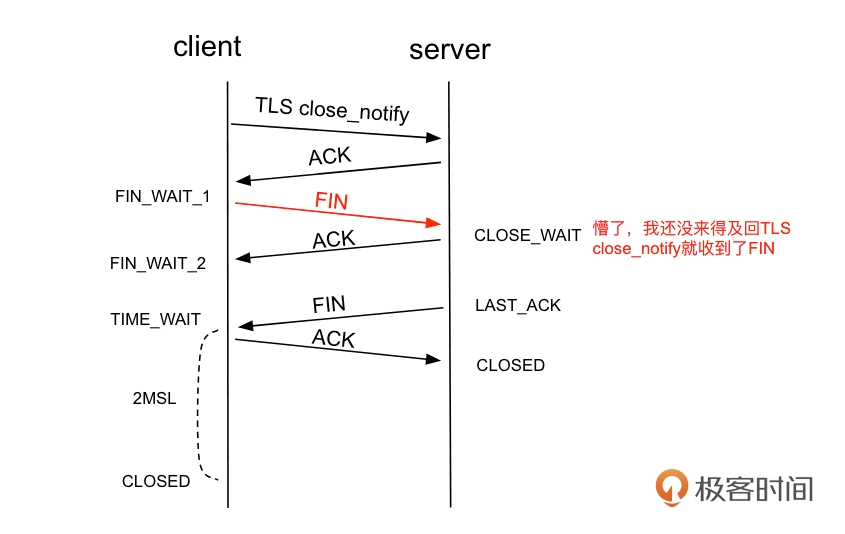 client
server
TLS close_notify
ACK
FIN_WAIT_1
FIN
CLOSE_WAIT
懵了，我还没来得及回TLS
close_notify就收到了FIN
ACK
FIN_WAIT_2
FIN
LAST_ACK
TIME_WAIT
ACK
CLOSED
2MSL
CLOSED
极客时间